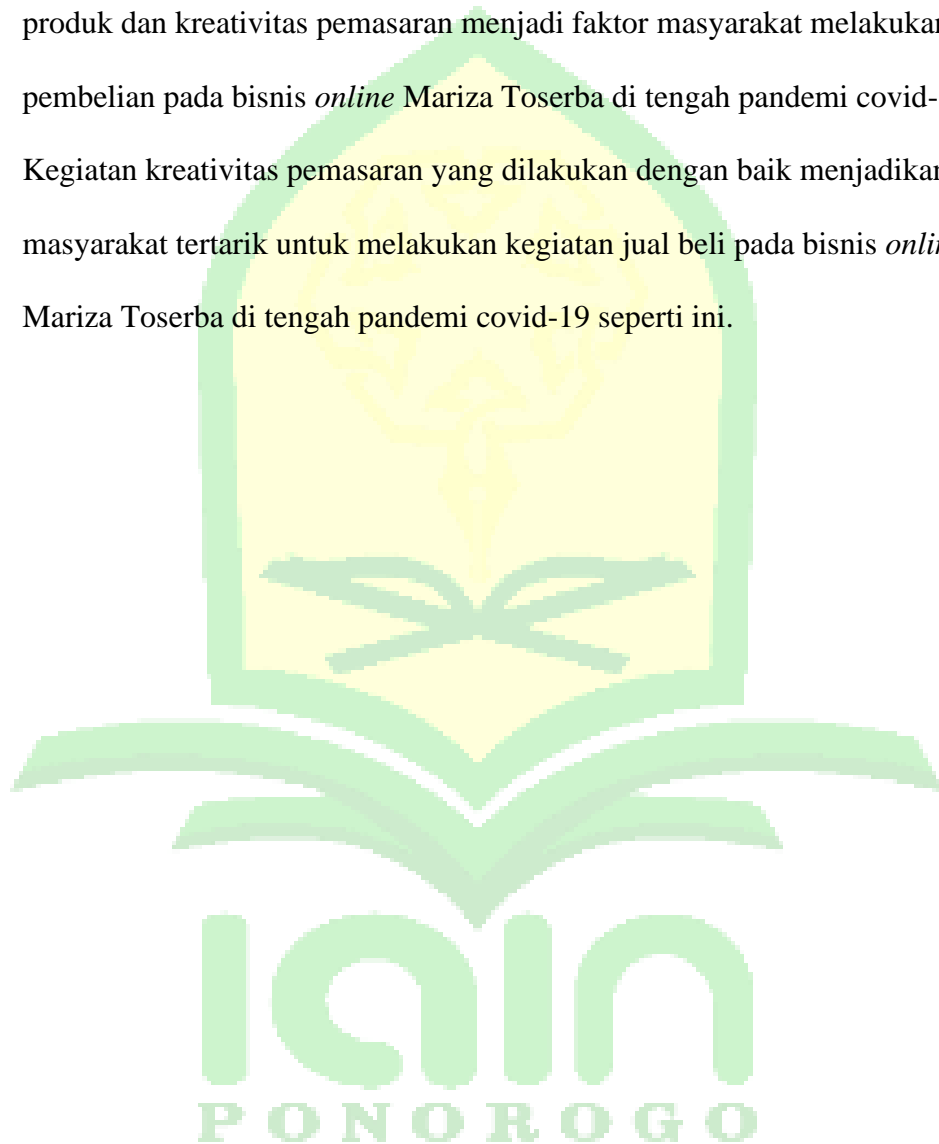 produk dan kreativitas pemasaran menjadi faktor masyarakat melakukan
pembelian pada bisnis online Mariza Toserba di tengah pandemi covid-
Kegiatan kreativitas pemasaran yang dilakukan dengan baik menjadikan
masyarakat tertarik untuk melakukan kegiatan jual beli pada bisnis onlin
Mariza Toserba di tengah pandemi covid-19 seperti ini.
iain
PONOROGO